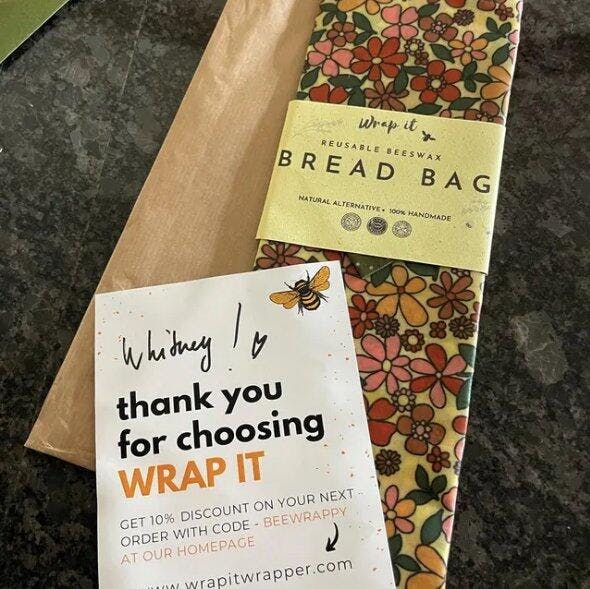 Wrap it
REUSABLE BEESWAX
BREAD BAG
NATURAL ALTERNATIVE • 100% HANDMADE
Whitney!
thank you
for choosing
WRAP IT
GET 10% DISCOUNT ON YOUR NEXT
ORDER WITH CODE - BEEWRAPPY
AT OUR HOMEPAGE
www.wrapitwrapper.com